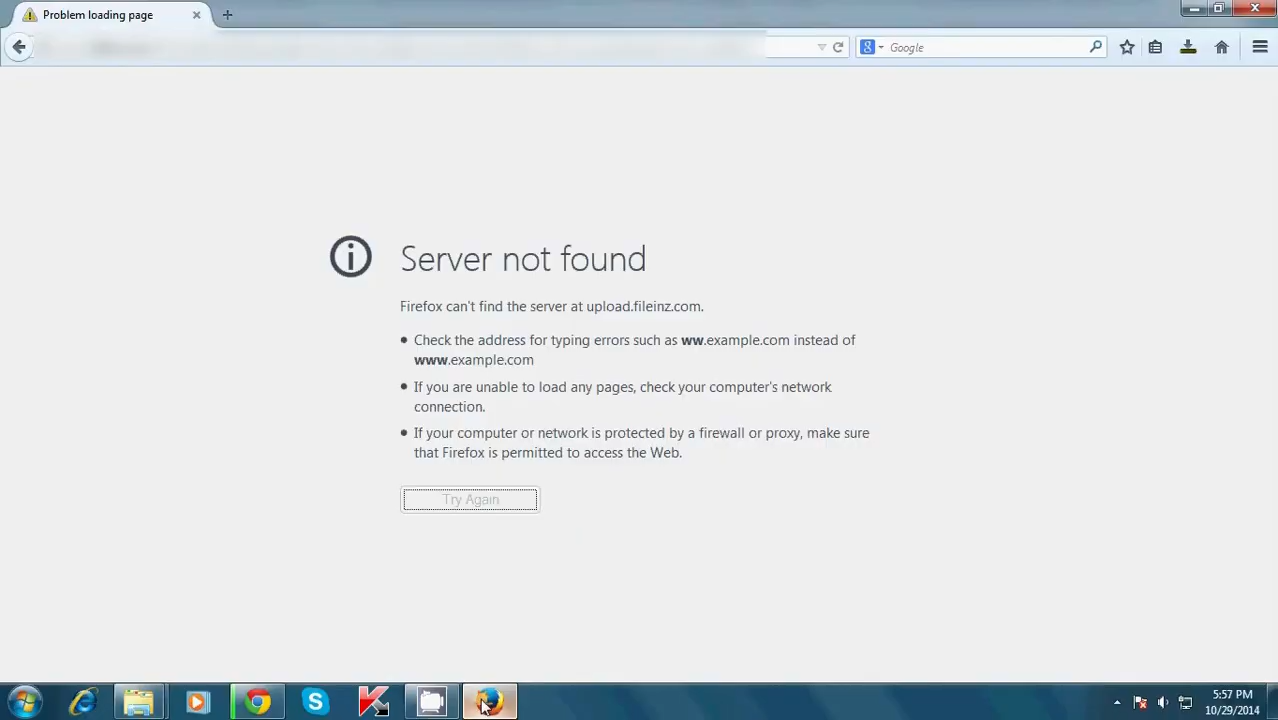 Problem loading page
Google
Server not found
Firefox can't find the server at upload.fileinz.com.
Check the address for typing errors such as ww.example.com instead of
www.example.com
If you are unable to load any pages, check your computer's network
connection.
If your computer or network is protected by a firewall or proxy, make sure
that Firefox is permitted to access the Web.
Try Again
5:57 PM
10/29/2014